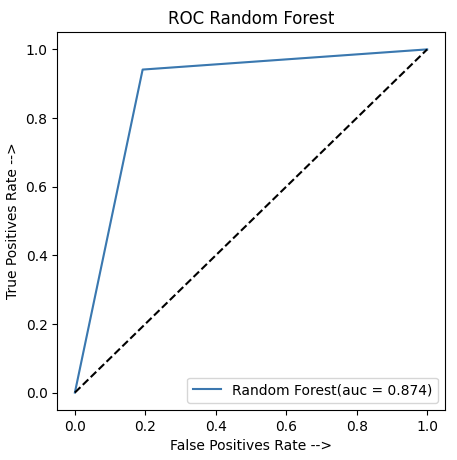 ROC Random Forest
True Positives Rate -->
1.0
0.8
0.6
0.4
0.2
0.0
Random Forest(auc = 0.874)
0.0 0.2 0.4 0.6 0.8 1.0
False Positives Rate -->